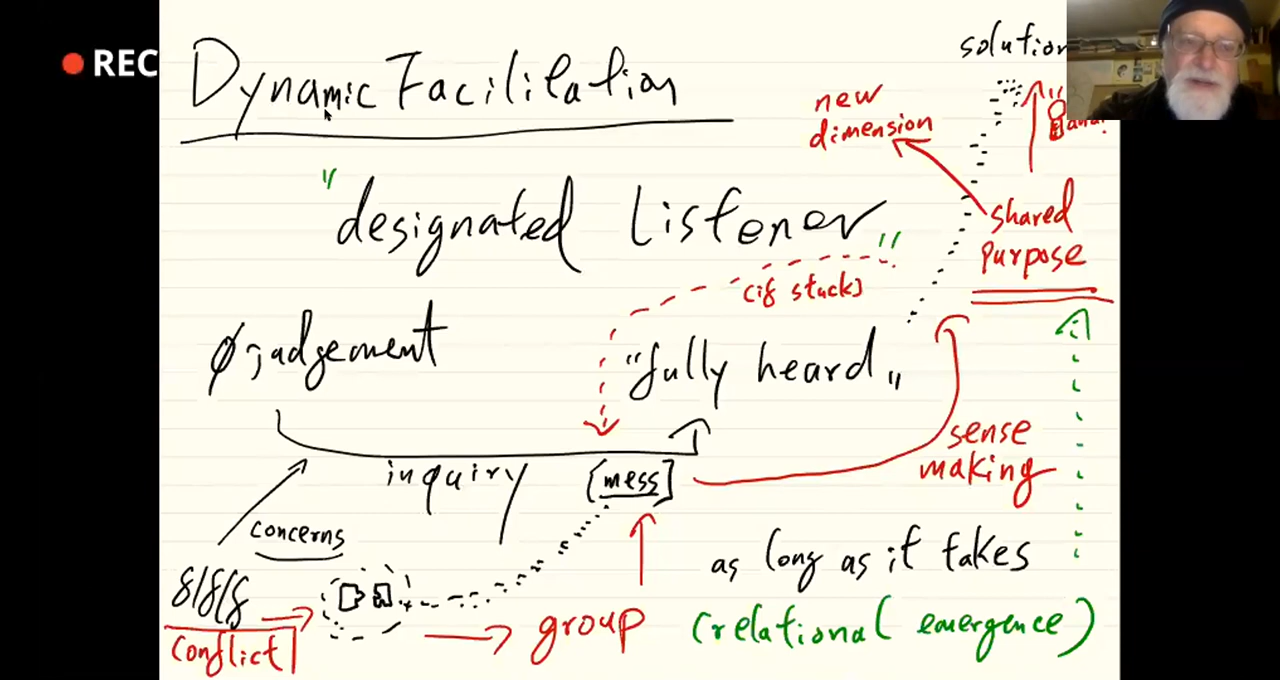 REC
Dynamic Facilitation
solution
new
dimension
"designated listener"
shared
purpose
(if stuck)
Ø judgement
"fully heard"
sense
making
inquiry
[mess]
concerns
as long as it takes
conflict
group
(relational (emergence)